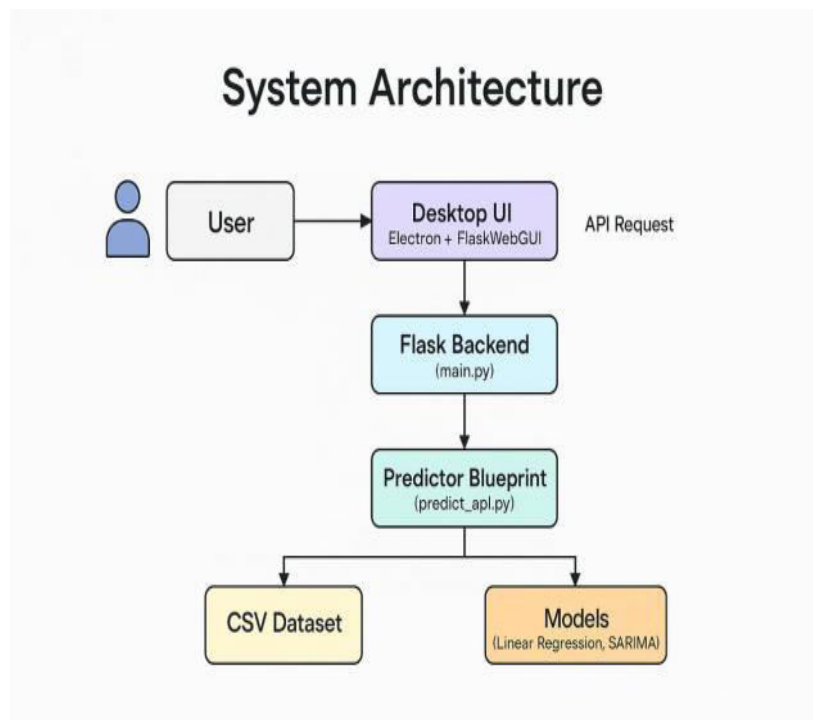 System Architecture
User
Desktop UI
Electron + FlaskWebGUI
API Request
Flask Backend
(main.py)
Predictor Blueprint
(predict_apl.py)
CSV Dataset
Models
(Linear Regression, SARIMA)